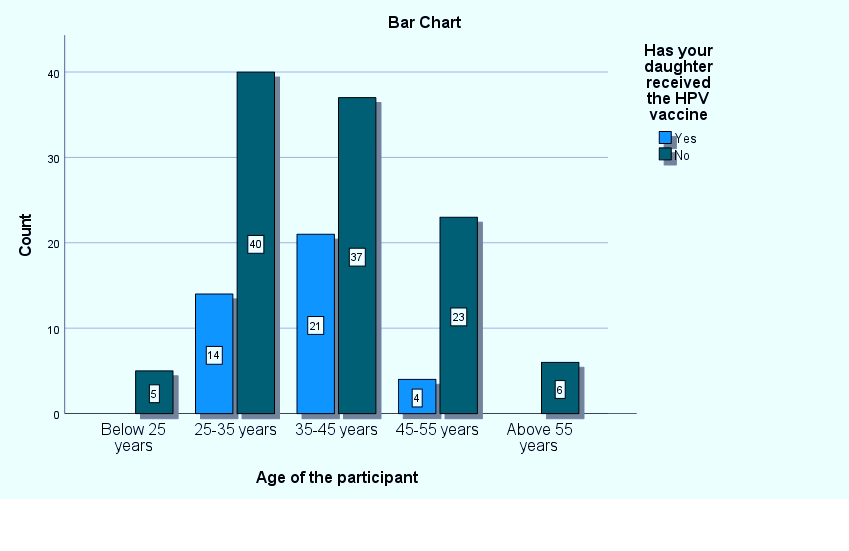 Bar Chart
Has your
daughter
received
the HPV
vaccine
Yes
No
Count
40
30
20
10
0
5
14
40
21
37
4
23
6
Below 25
years
25-35 years
35-45 years
45-55 years
Above 55
years
Age of the participant